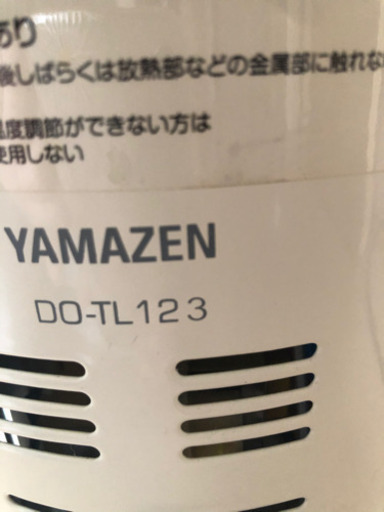 あり
後しばらくは放熱部などの金属部に触れな
温度調節ができない方は
使用しない
YAMAZEN
DO-TL123